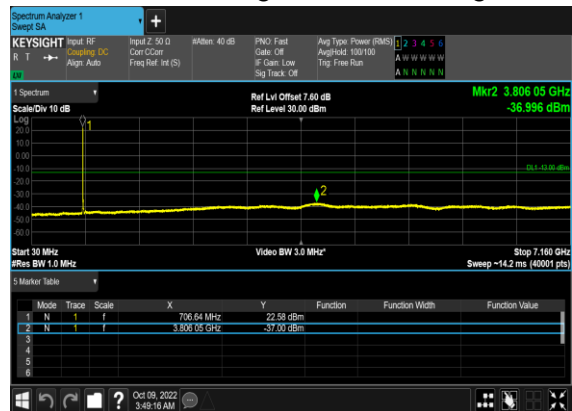 Spectrum Analyzer 1
Swept SA
+
KEYSIGHT Input: RF Input Z: 50 Ω #Atten: 40 dB PNO: Fast Avg Type: Power (RMS) 1 2 3 4 5 6
R T Coupling: DC Corr CCorr Gate: Off Avg|Hold: 100/100 A W W W W W
Align: Auto Freq Ref: Int (S) IF Gain: Low Trig: Free Run
LW Sig Track: Off A N N N N N
1 Spectrum Ref Lvl Offset 7.60 dB Mkr2 3.806 05 GHz
Scale/Div 10 dB Ref Level 30.00 dBm -36.996 dBm
Log
1
20.0
10.0
0.00
-10.0
DL1 -13.00 dBm
-20.0
2
-30.0
-40.0
-50.0
-60.0
Start 30 MHz Video BW 3.0 MHz* Stop 7.160 GHz
#Res BW 1.0 MHz Sweep ~14.2 ms (40001 pts)
5 Marker Table
Mode Trace Scale X Y Function Function Width Function Value
1 N 1 f 706.64 MHz 22.58 dBm
2 N 1 f 3.806 05 GHz -37.00 dBm
3
4
5
6
? Oct 09, 2022
3:49:16 AM